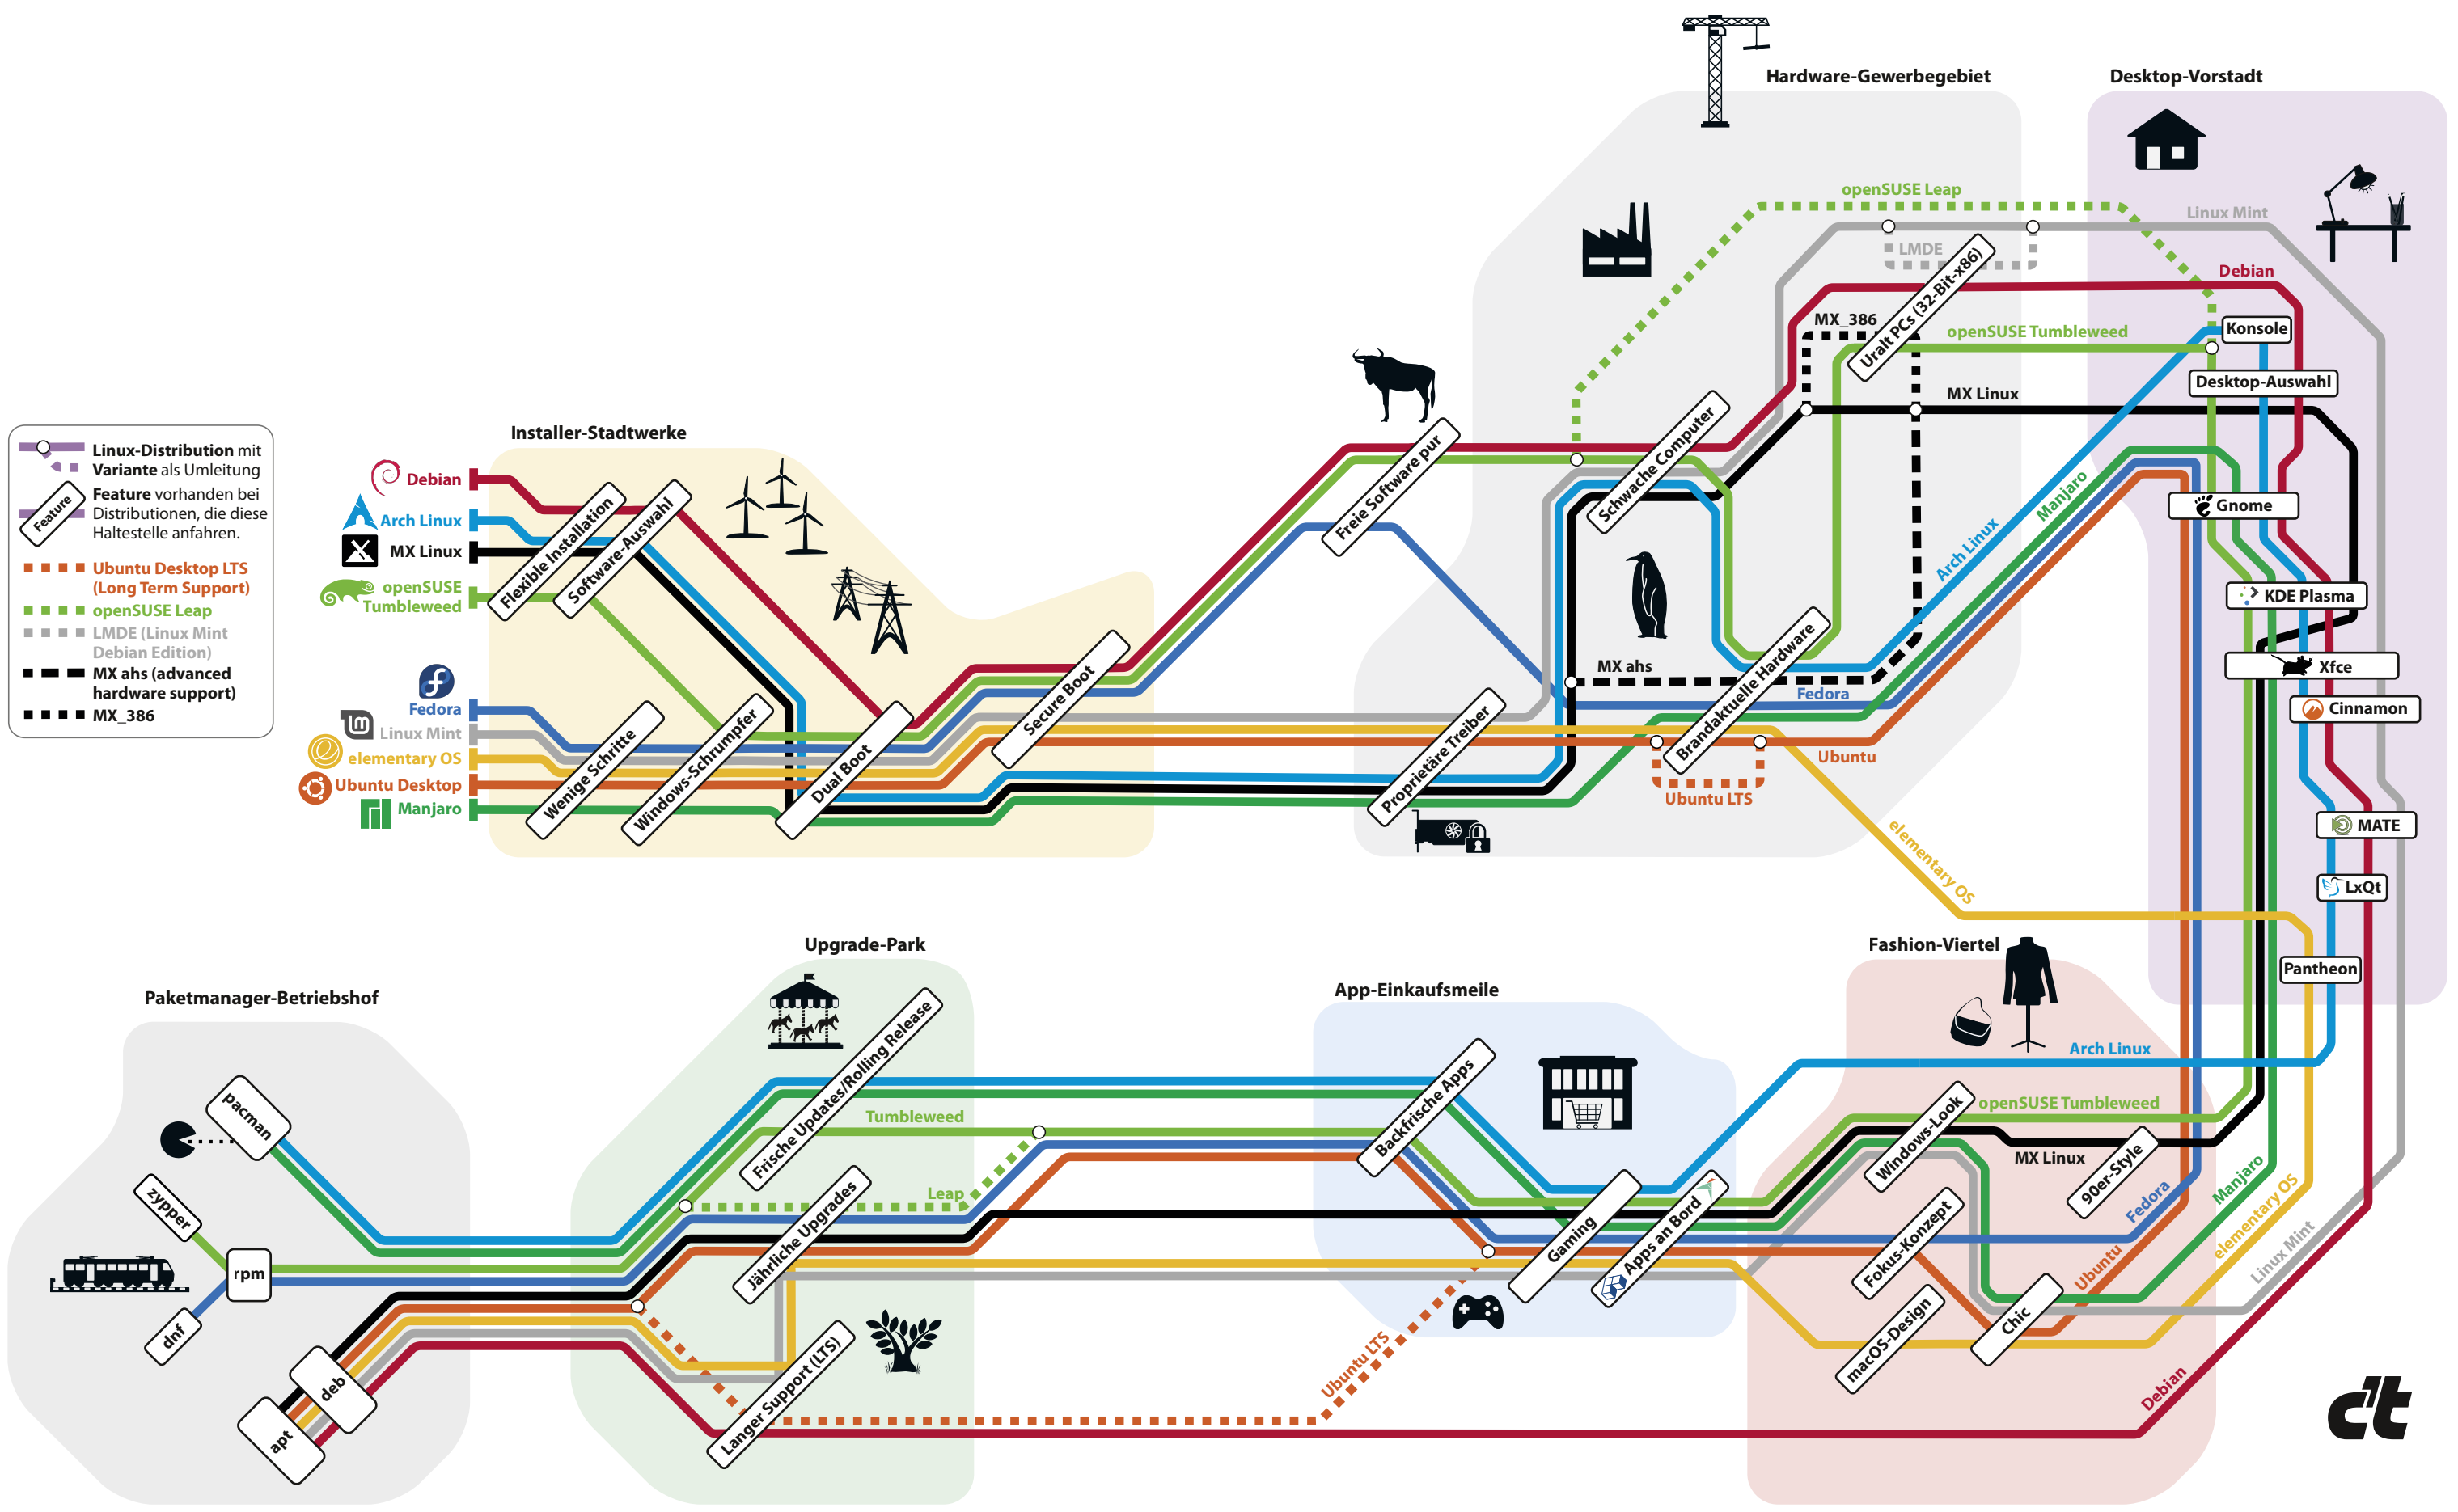 Hardware-Gewerbegebiet
Desktop-Vorstadt
openSUSE Leap
Linux Mint
LMDE
Debian
MX_386
Uralt PCs (32-Bit-x86)
openSUSE Tumbleweed
Konsole
Desktop-Auswahl
MX Linux
Linux-Distribution mit
Variante als Umleitung
Feature
Feature vorhanden bei
Distributionen, die diese
Haltestelle anfahren.
Ubuntu Desktop LTS
(Long Term Support)
openSUSE Leap
LMDE (Linux Mint
Debian Edition)
MX ahs (advanced
hardware support)
MX_386
Installer-Stadtwerke
Debian
Arch Linux
MX Linux
openSUSE
Tumbleweed
Fedora
Linux Mint
elementary OS
Ubuntu Desktop
Manjaro
Flexible Installation
Software-Auswahl
Wenige Schritte
Windows-Schrumpfer
Dual Boot
Secure Boot
Freie Software pur
Schwache Computer
Proprietäre Treiber
Brandaktuelle Hardware
MX ahs
Fedora
Ubuntu
Ubuntu LTS
Arch Linux
Manjaro
elementary OS
Gnome
KDE Plasma
Xfce
Cinnamon
MATE
LxQt
Pantheon
Paketmanager-Betriebshof
pacman
zypper
rpm
dnf
deb
apt
Upgrade-Park
Frische Updates/Rolling Release
Tumbleweed
Leap
Jährliche Upgrades
Langer Support (LTS)
App-Einkaufsmeile
Backfrische Apps
Gaming
Apps an Bord
Ubuntu LTS
Fashion-Viertel
Arch Linux
openSUSE Tumbleweed
Windows-Look
MX Linux
90er-Style
Fokus-Konzept
macOS-Design
Chic
Fedora
Manjaro
Ubuntu
elementary OS
Linux Mint
Debian
c't